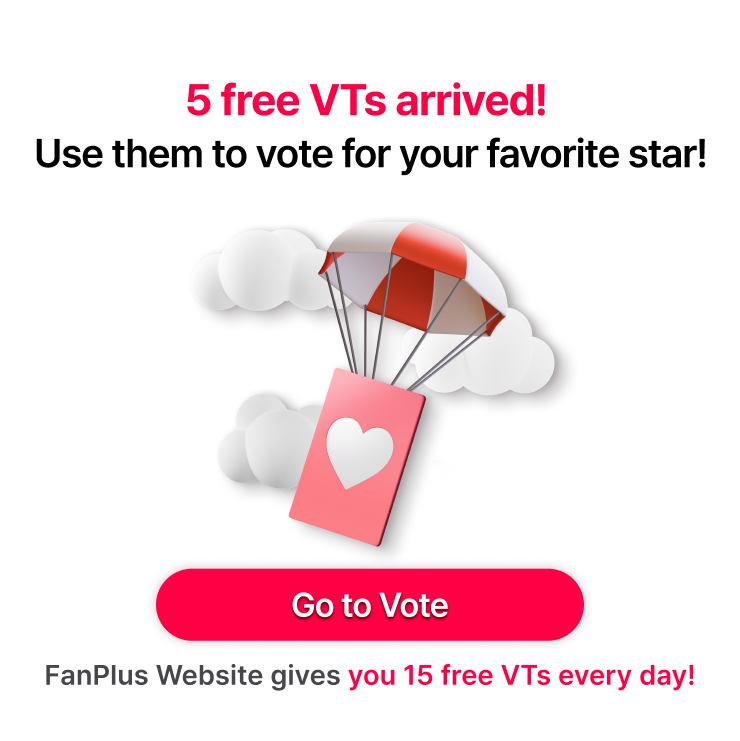 5 free VTs arrived!
Use them to vote for your favorite star!
Go to Vote
FanPlus Website gives you 15 free VTs every day!